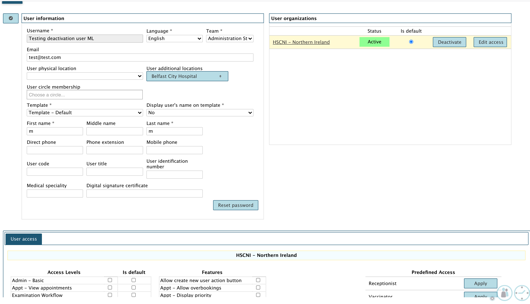 User information
User organizations
Username *
Language *
Team *
Testing deactivation user ML
English
Administration St
Status
Is default
HSCNI – Northern Ireland
Active
Deactivate
Edit access
Email
test@test.com
User physical location
User additional locations
Belfast City Hospital
User circle membership
Choose a circle...
Template *
Display user's name on template *
Template - Default
No
First name *
Middle name
Last name *
m
m
Direct phone
Phone extension
Mobile phone
User code
User title
User identification
number
Medical speciality
Digital signature certificate
Reset password
User access
HSCNI – Northern Ireland
Access Levels
Is default
Features
Predefined Access
Admin – Basic
Allow create new user action button
Receptionist
Apply
Appt – View appointments
Appt – Allow overbookings
Examination Workflow
Appt – Display priority
Vaccinator
Apply